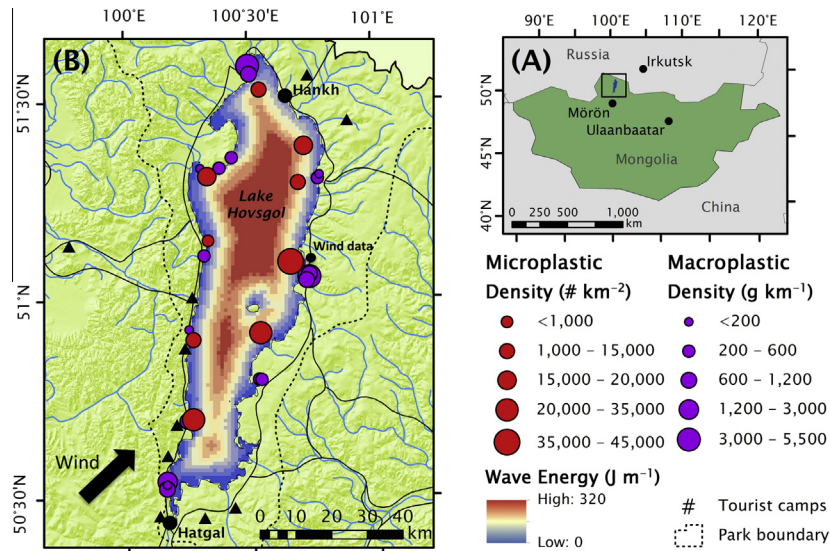 100°E 100°30'E 101°E
(B)
51°30'N
51°N
50°30'N
Hankh
Lake
Hovsgol
Wind data
Wind
Hatgal
0 10 20 30 40
km
90°E 100°E 110°E 120°E
(A)
50°N
45°N
40°N
Russia
Irkutsk
Mörön
Ulaanbaatar
Mongolia
China
0 250 500 1,000
km
Microplastic
Density (# km⁻²)
<1,000
1,000 – 15,000
15,000 – 20,000
20,000 – 35,000
35,000 – 45,000
Macroplastic
Density (g km⁻¹)
<200
200 – 600
600 – 1,200
1,200 – 3,000
3,000 – 5,500
Wave Energy (J m⁻¹)
High: 320
Low: 0
# Tourist camps
Park boundary